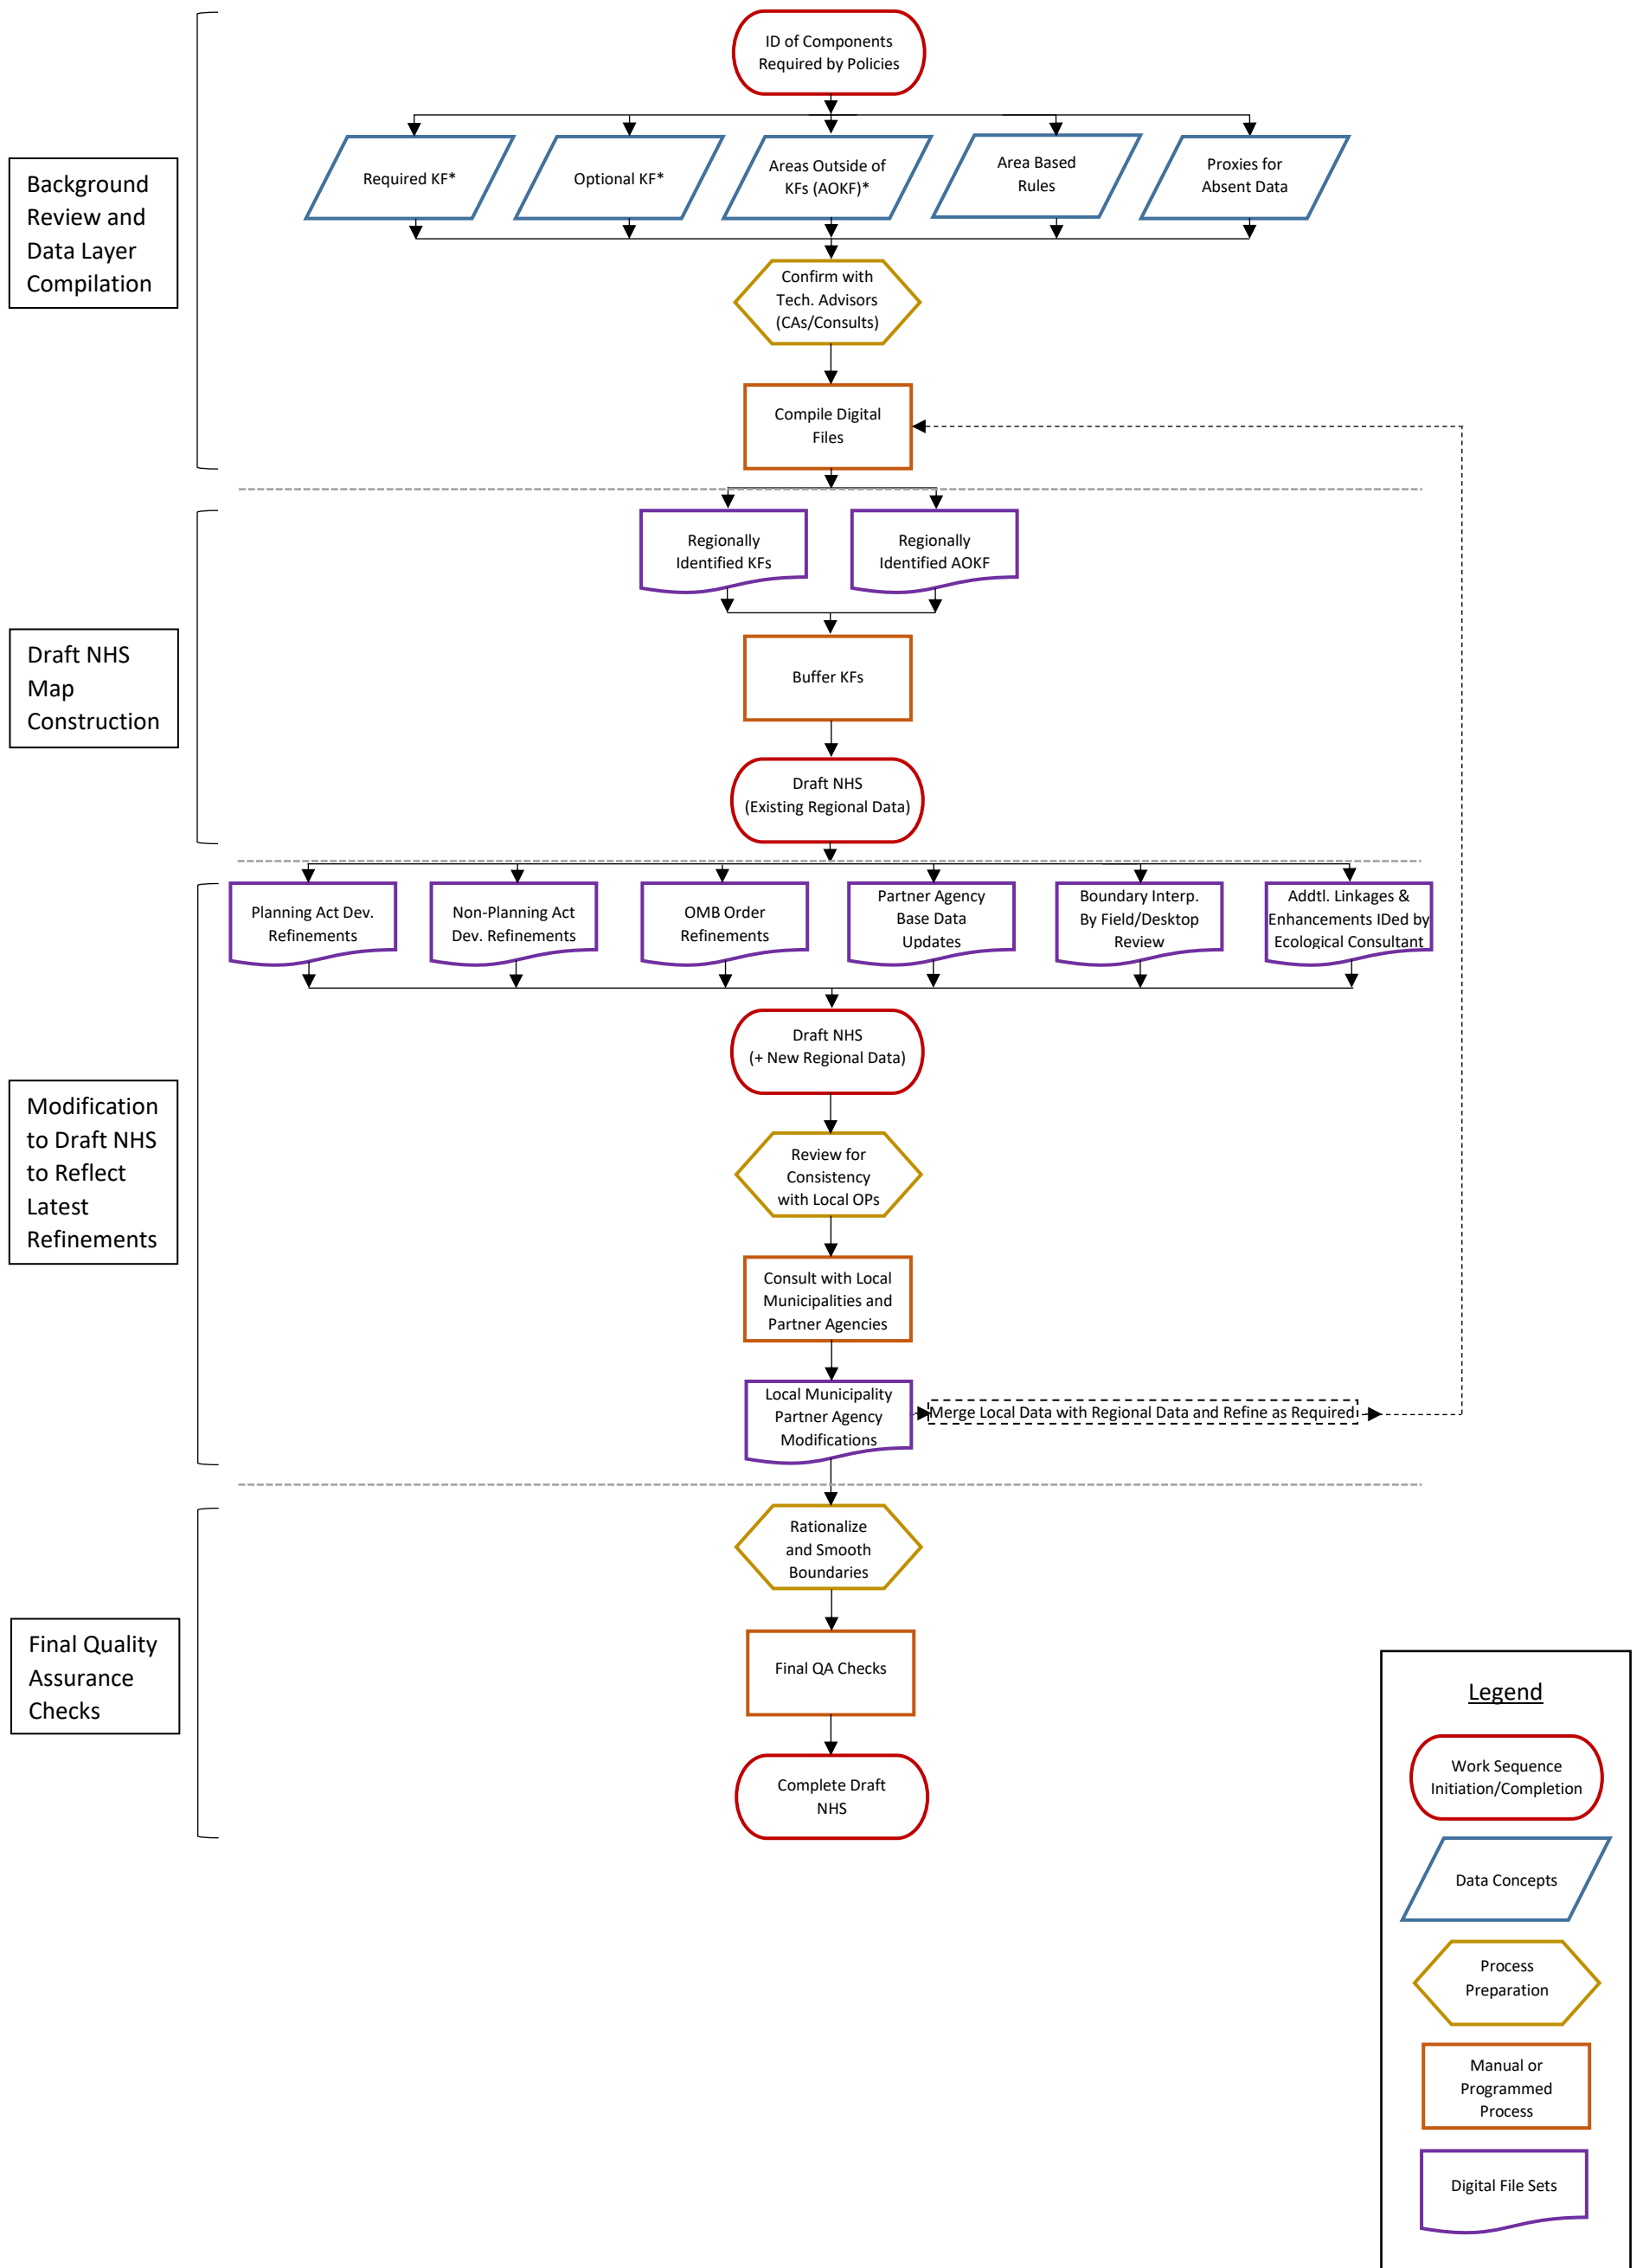 ID of Components
Required by Policies
Background
Review and
Data Layer
Compilation
Required KF*
Optional KF*
Areas Outside of
KFs (AOKF)*
Area Based
Rules
Proxies for
Absent Data
Confirm with
Tech. Advisors
(CAs/Consults)
Compile Digital
Files
Draft NHS
Map
Construction
Regionally
Identified KFs
Regionally
Identified AOKF
Buffer KFs
Draft NHS
(Existing Regional Data)
Modification
to Draft NHS
to Reflect
Latest
Refinements
Planning Act Dev.
Refinements
Non-Planning Act
Dev. Refinements
OMB Order
Refinements
Partner Agency
Base Data
Updates
Boundary Interp.
By Field/Desktop
Review
Addtl. Linkages &
Enhancements IDed by
Ecological Consultant
Draft NHS
(+ New Regional Data)
Review for
Consistency
with Local OPs
Consult with Local
Municipalities and
Partner Agencies
Local Municipality
Partner Agency
Modifications
Merge Local Data with Regional Data and Refine as Required
Final Quality
Assurance
Checks
Rationalize
and Smooth
Boundaries
Final QA Checks
Complete Draft
NHS
Legend
Work Sequence
Initiation/Completion
Data Concepts
Process
Preparation
Manual or
Programmed
Process
Digital File Sets